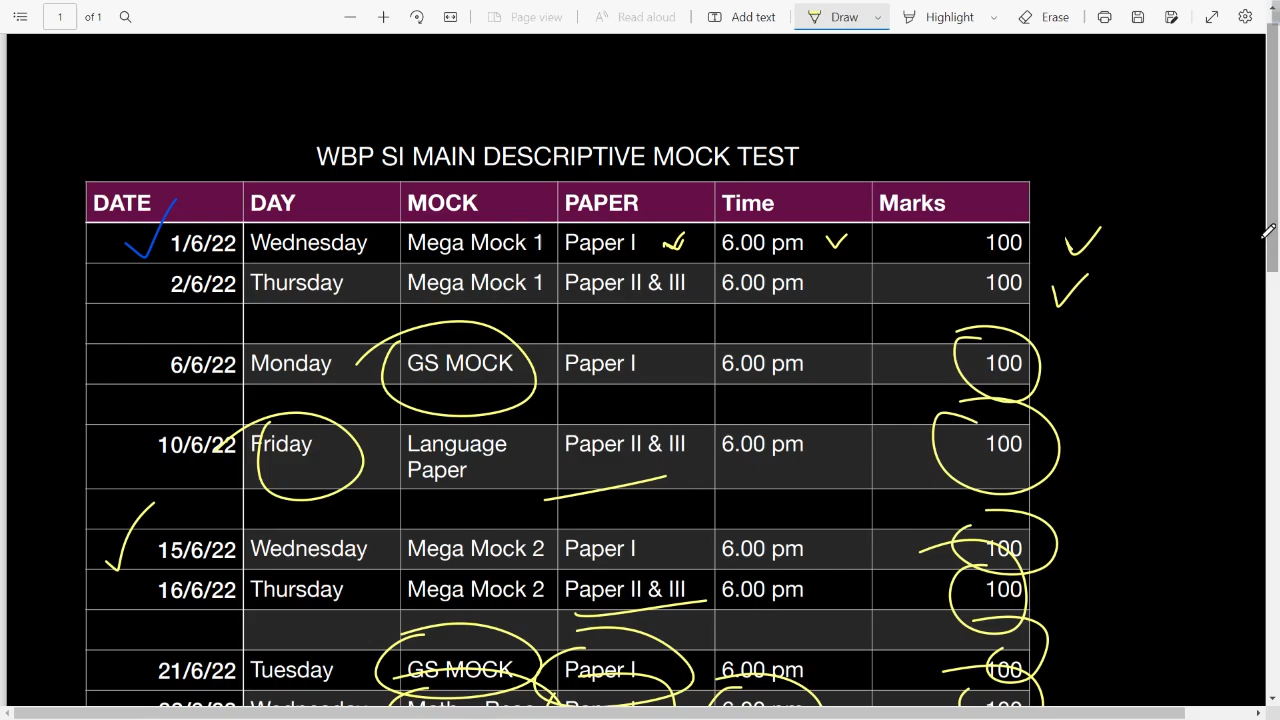 1 of 1 Page view Read aloud Add text Draw Highlight Erase
WBP SI MAIN DESCRIPTIVE MOCK TEST
DATE DAY MOCK PAPER Time Marks
1/6/22 Wednesday Mega Mock 1 Paper I 6.00 pm 100
2/6/22 Thursday Mega Mock 1 Paper II & III 6.00 pm 100
6/6/22 Monday GS MOCK Paper I 6.00 pm 100
10/6/22 Friday Language Paper II & III 6.00 pm 100
Paper
15/6/22 Wednesday Mega Mock 2 Paper I 6.00 pm 100
16/6/22 Thursday Mega Mock 2 Paper II & III 6.00 pm 100
21/6/22 Tuesday GS MOCK Paper I 6.00 pm 100